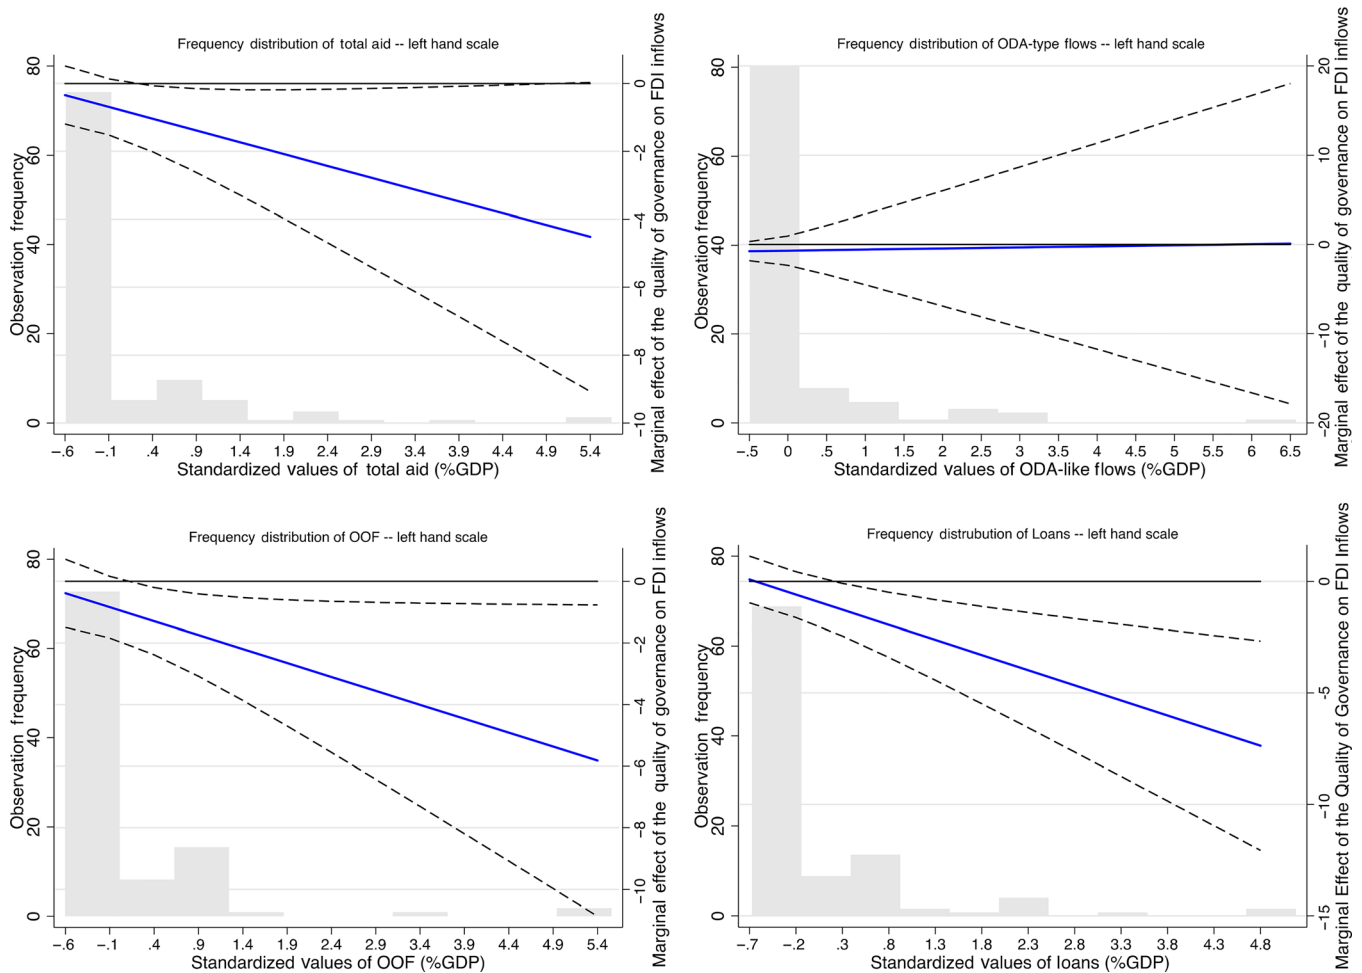 Frequency distribution of total aid -- left hand scale
Observation frequency
80
60
40
20
0
0
-2
-4
-6
-8
-10
Marginal effect of the quality of governance on FDI inflows
-.6 -.1 .4 .9 1.4 1.9 2.4 2.9 3.4 3.9 4.4 4.9 5.4
Standardized values of total aid (%GDP)
Frequency distribution of ODA-type flows -- left hand scale
Observation frequency
80
60
40
20
0
20
10
0
-10
-20
Marginal effect of the quality of governance on FDI inflows
-.5 0 .5 1 1.5 2 2.5 3 3.5 4 4.5 5 5.5 6 6.5
Standardized values of ODA-like flows (%GDP)
Frequency distribution of OOF -- left hand scale
Observation frequency
80
60
40
20
0
0
-2
-4
-6
-8
-10
Marginal effect of the quality of governance on FDI inflows
-.6 -.1 .4 .9 1.4 1.9 2.4 2.9 3.4 3.9 4.4 4.9 5.4
Standardized values of OOF (%GDP)
Frequency distrubution of Loans -- left hand scale
Observation frequency
80
60
40
20
0
0
-5
-10
-15
Marginal Effect of the Quality of Governance on FDI Inflows
-.7 -.2 .3 .8 1.3 1.8 2.3 2.8 3.3 3.8 4.3 4.8
Standardized values of loans (%GDP)